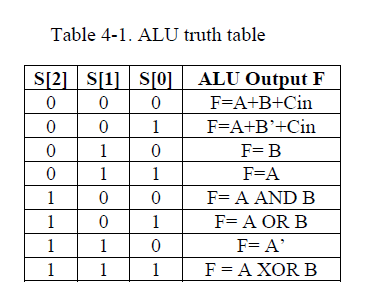 Table 4-1. ALU truth table
S[2] S[1] S[0] ALU Output F
0 0 0 F=A+B+Cin
0 0 1 F=A+B’+Cin
0 1 0 F= B
0 1 1 F=A
1 0 0 F= A AND B
1 0 1 F= A OR B
1 1 0 F= A’
1 1 1 F = A XOR B